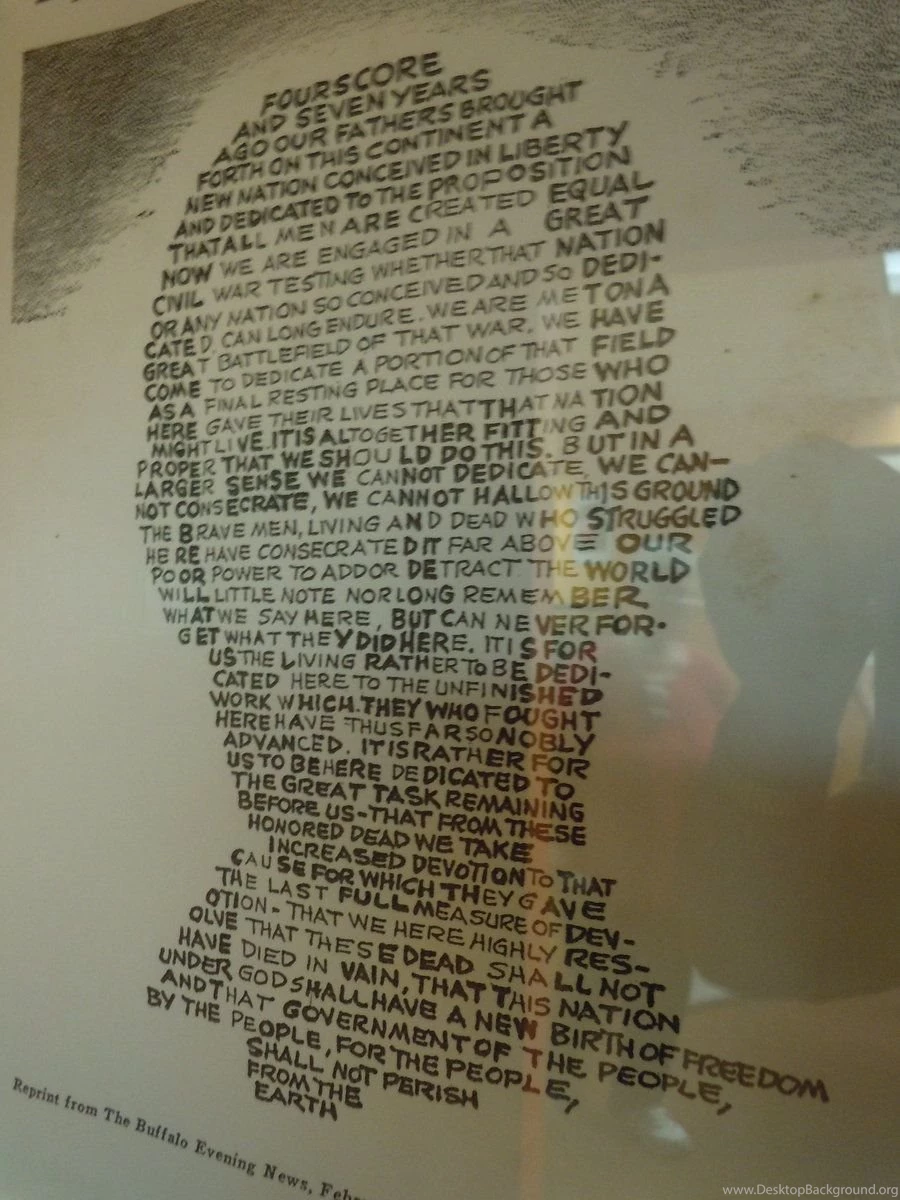 FOURSCORE
AND SEVEN YEARS
AGO OUR FATHERS BROUGHT
FORTH ON THIS CONTINENT A
NEW NATION CONCEIVED IN LIBERTY
AND DEDICATED TO THE PROPOSITION
THAT ALL MEN ARE CREATED EQUAL
NOW WE ARE ENGAGED IN A GREAT
CIVIL WAR TESTING WHETHER THAT NATION
OR ANY NATION SO CONCEIVED AND SO DEDI-
CATED CAN LONG ENDURE. WE ARE MET ON A
GREAT BATTLEFIELD OF THAT WAR. WE HAVE
COME TO DEDICATE A PORTION OF THAT FIELD
AS A FINAL RESTING PLACE FOR THOSE WHO
HERE GAVE THEIR LIVES THAT THAT NATION
MIGHT LIVE. IT IS ALTOGETHER FITTING AND
PROPER THAT WE SHOULD DO THIS. BUT IN A
LARGER SENSE WE CANNOT DEDICATE, WE CAN-
NOT CONSECRATE, WE CANNOT HALLOW THIS GROUND
THE BRAVE MEN, LIVING AND DEAD WHO STRUGGLED
HERE HAVE CONSECRATED IT FAR ABOVE OUR
POOR POWER TO ADD OR DETRACT THE WORLD
WILL LITTLE NOTE NOR LONG REMEMBER
WHAT WE SAY HERE, BUT CAN NEVER FOR-
GET WHAT THEY DID HERE. IT IS FOR
US THE LIVING RATHER TO BE DEDI-
CATED HERE TO THE UNFINISHED
WORK WHICH THEY WHO FOUGHT
HERE HAVE THUS FAR SO NOBLY
ADVANCED. IT IS RATHER FOR
US TO BE HERE DEDICATED TO
THE GREAT TASK REMAINING
BEFORE US-THAT FROM THESE
HONORED DEAD WE TAKE
INCREASED DEVOTION TO THAT
CAUSE FOR WHICH THEY GAVE
THE LAST FULL MEASURE OF DEV-
OTION-THAT WE HERE HIGHLY RES-
OLVE THAT THESE DEAD SHALL NOT
HAVE DIED IN VAIN, THAT THIS NATION
UNDER GOD SHALL HAVE A NEW BIRTH OF FREEDOM
AND THAT GOVERNMENT OF THE PEOPLE,
BY THE PEOPLE, FOR THE PEOPLE,
SHALL NOT PERISH
FROM THE
EARTH
Reprint from The Buffalo Evening News,
www.DesktopBackground.org